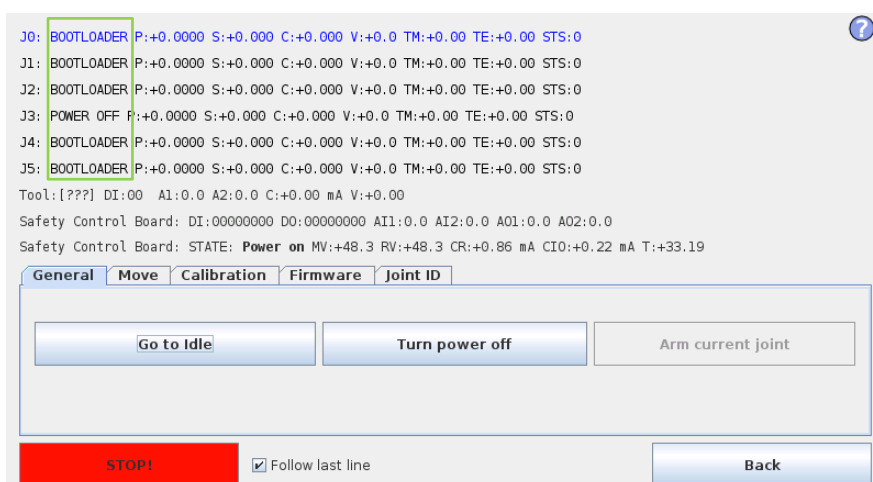 J0: BOOTLOADER P:+0.0000 S:+0.000 C:+0.000 V:+0.0 TM:+0.00 TE:+0.00 STS:0
?
J1: BOOTLOADER P:+0.0000 S:+0.000 C:+0.000 V:+0.0 TM:+0.00 TE:+0.00 STS:0
J2: BOOTLOADER P:+0.0000 S:+0.000 C:+0.000 V:+0.0 TM:+0.00 TE:+0.00 STS:0
J3: POWER OFF P:+0.0000 S:+0.000 C:+0.000 V:+0.0 TM:+0.00 TE:+0.00 STS:0
J4: BOOTLOADER P:+0.0000 S:+0.000 C:+0.000 V:+0.0 TM:+0.00 TE:+0.00 STS:0
J5: BOOTLOADER P:+0.0000 S:+0.000 C:+0.000 V:+0.0 TM:+0.00 TE:+0.00 STS:0
Tool:[???] DI:00 A1:0.0 A2:0.0 C:+0.00 mA V:+0.00
Safety Control Board: DI:00000000 DO:00000000 AI1:0.0 AI2:0.0 AO1:0.0 AO2:0.0
Safety Control Board: STATE: Power on MV:+48.3 RV:+48.3 CR:+0.86 mA CIO:+0.22 mA T:+33.19
General Move Calibration Firmware Joint ID
Go to Idle Turn power off Arm current joint
STOP! Follow last line Back